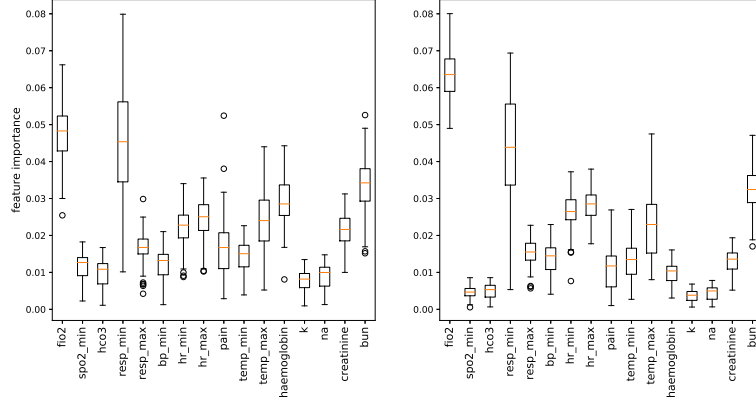 0.08
0.07
0.06
0.05
0.04
0.03
0.02
0.01
0.00
feature importance
fio2
spo2_min
hco3
resp_min
resp_max
bp_min
hr_min
hr_max
pain
temp_min
temp_max
haemoglobin
k
na
creatinine
bun
0.08
0.07
0.06
0.05
0.04
0.03
0.02
0.01
0.00
fio2
spo2_min
hco3
resp_min
resp_max
bp_min
hr_min
hr_max
pain
temp_min
temp_max
haemoglobin
k
na
creatinine
bun